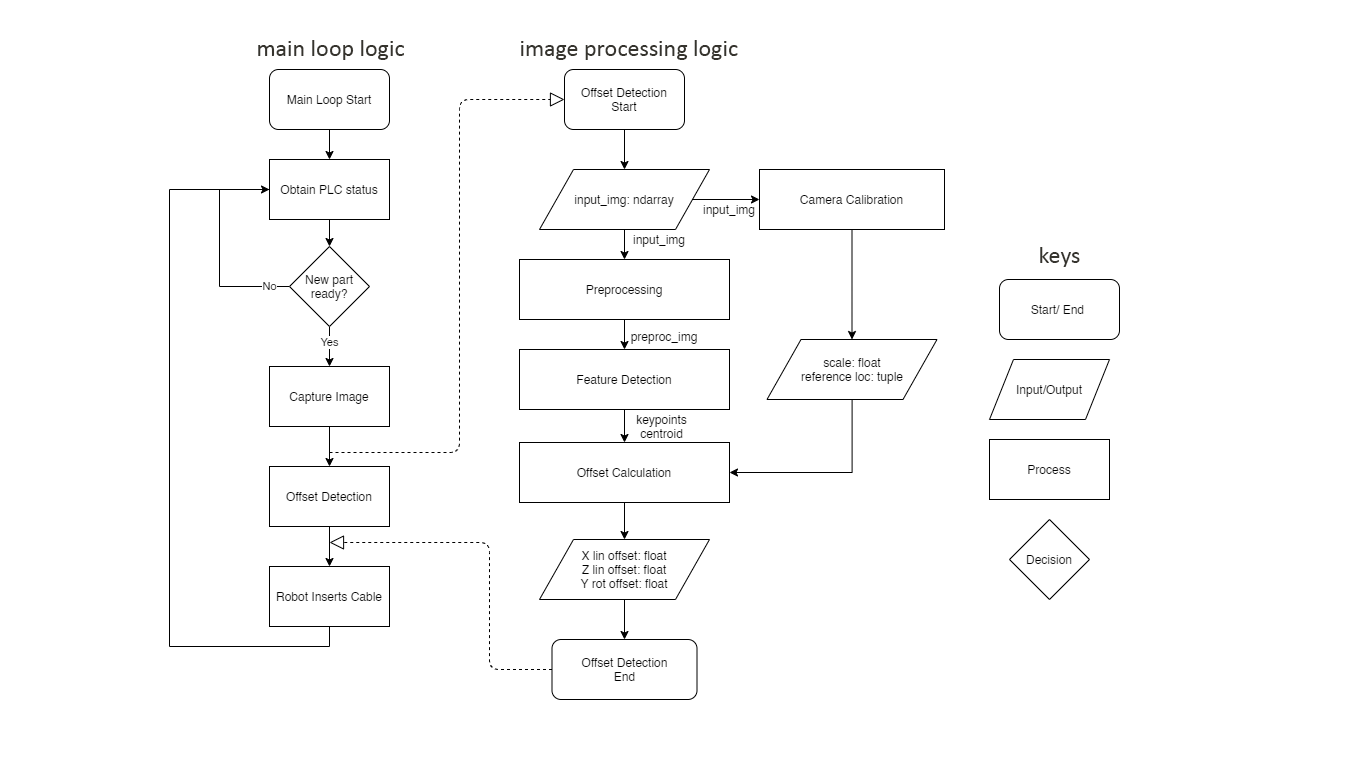 main loop logic
Main Loop Start
Obtain PLC status
New part
ready?
No
Yes
Capture Image
Offset Detection
Robot Inserts Cable
image processing logic
Offset Detection
Start
input_img: ndarray
input_img
Camera Calibration
input_img
Preprocessing
preproc_img
Feature Detection
scale: float
reference loc: tuple
keypoints
centroid
Offset Calculation
X lin offset: float
Z lin offset: float
Y rot offset: float
Offset Detection
End
keys
Start/ End
Input/Output
Process
Decision